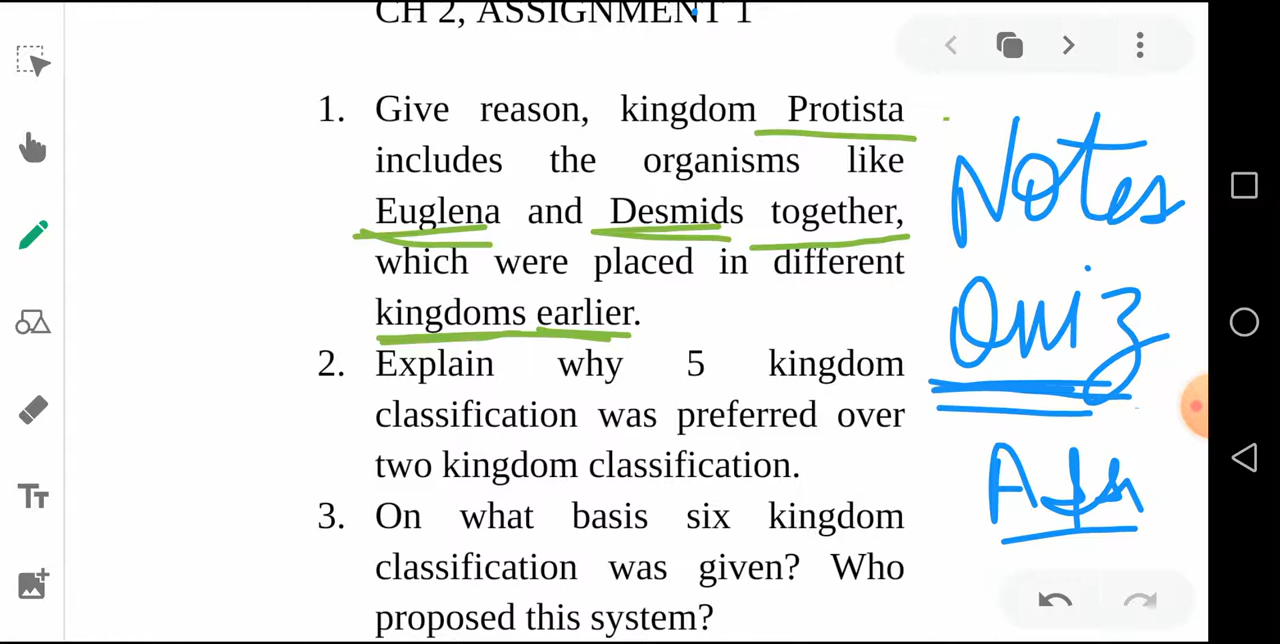 CH 2, ASSIGNMENT 1
1. Give reason, kingdom Protista
includes the organisms like
Euglena and Desmids together,
which were placed in different
kingdoms earlier.
2. Explain why 5 kingdom
classification was preferred over
two kingdom classification.
3. On what basis six kingdom
classification was given? Who
proposed this system?
Notes
Quiz
TT